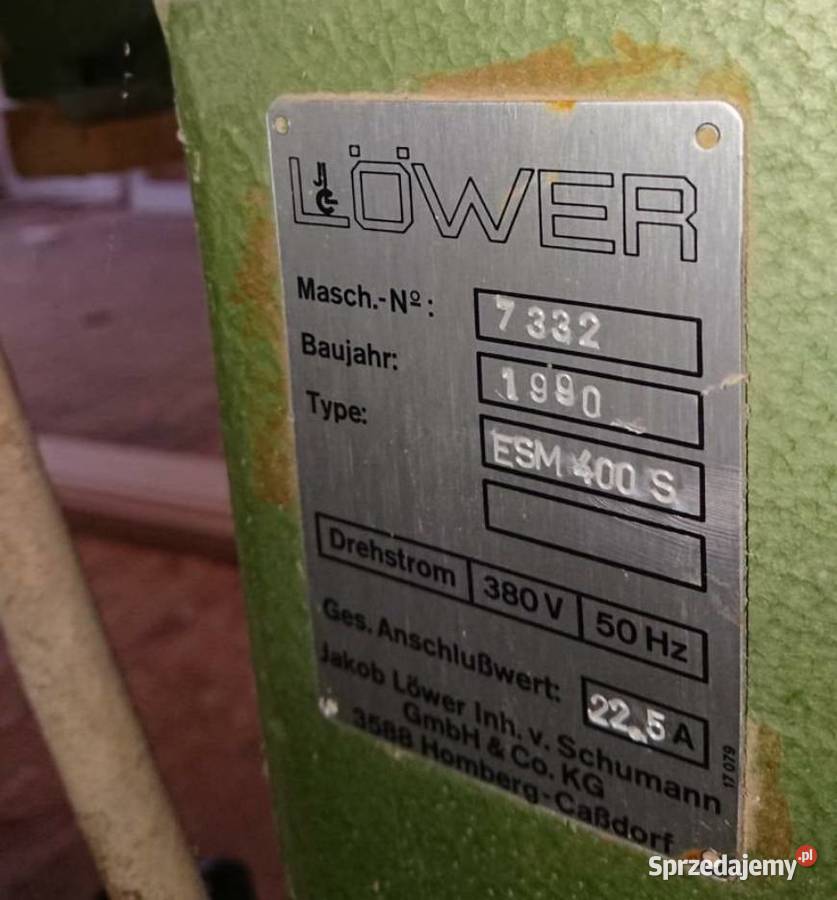 LÖWER
Masch.-Nº: 7332
Baujahr: 1990
Type: ESM 400 S
Drehstrom 380 V 50 Hz
Ges. Anschlußwert: 22.5 A
Jakob Löwer Inh. v. Schumann
GmbH & Co. KG
3588 Homberg-Caßdorf
17 079
Sprzedajemy.pl